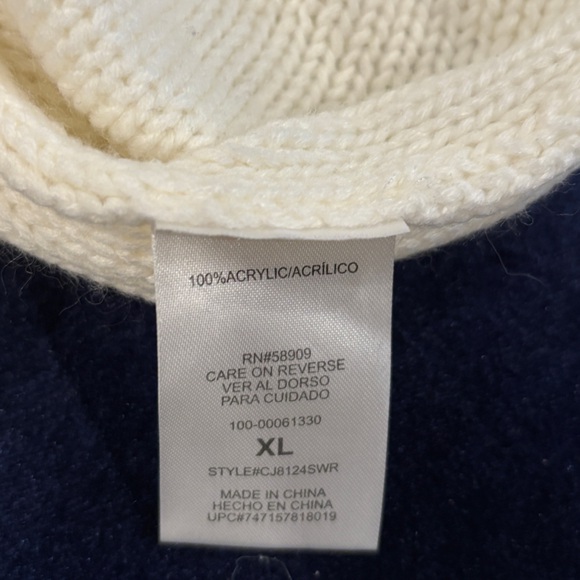 100%ACRYLIC/ACRÍLICO
RN#58909
CARE ON REVERSE
VER AL DORSO
PARA CUIDADO
100-00061330
XL
STYLE#CJ8124SWR
MADE IN CHINA
HECHO EN CHINA
UPC#747157818019